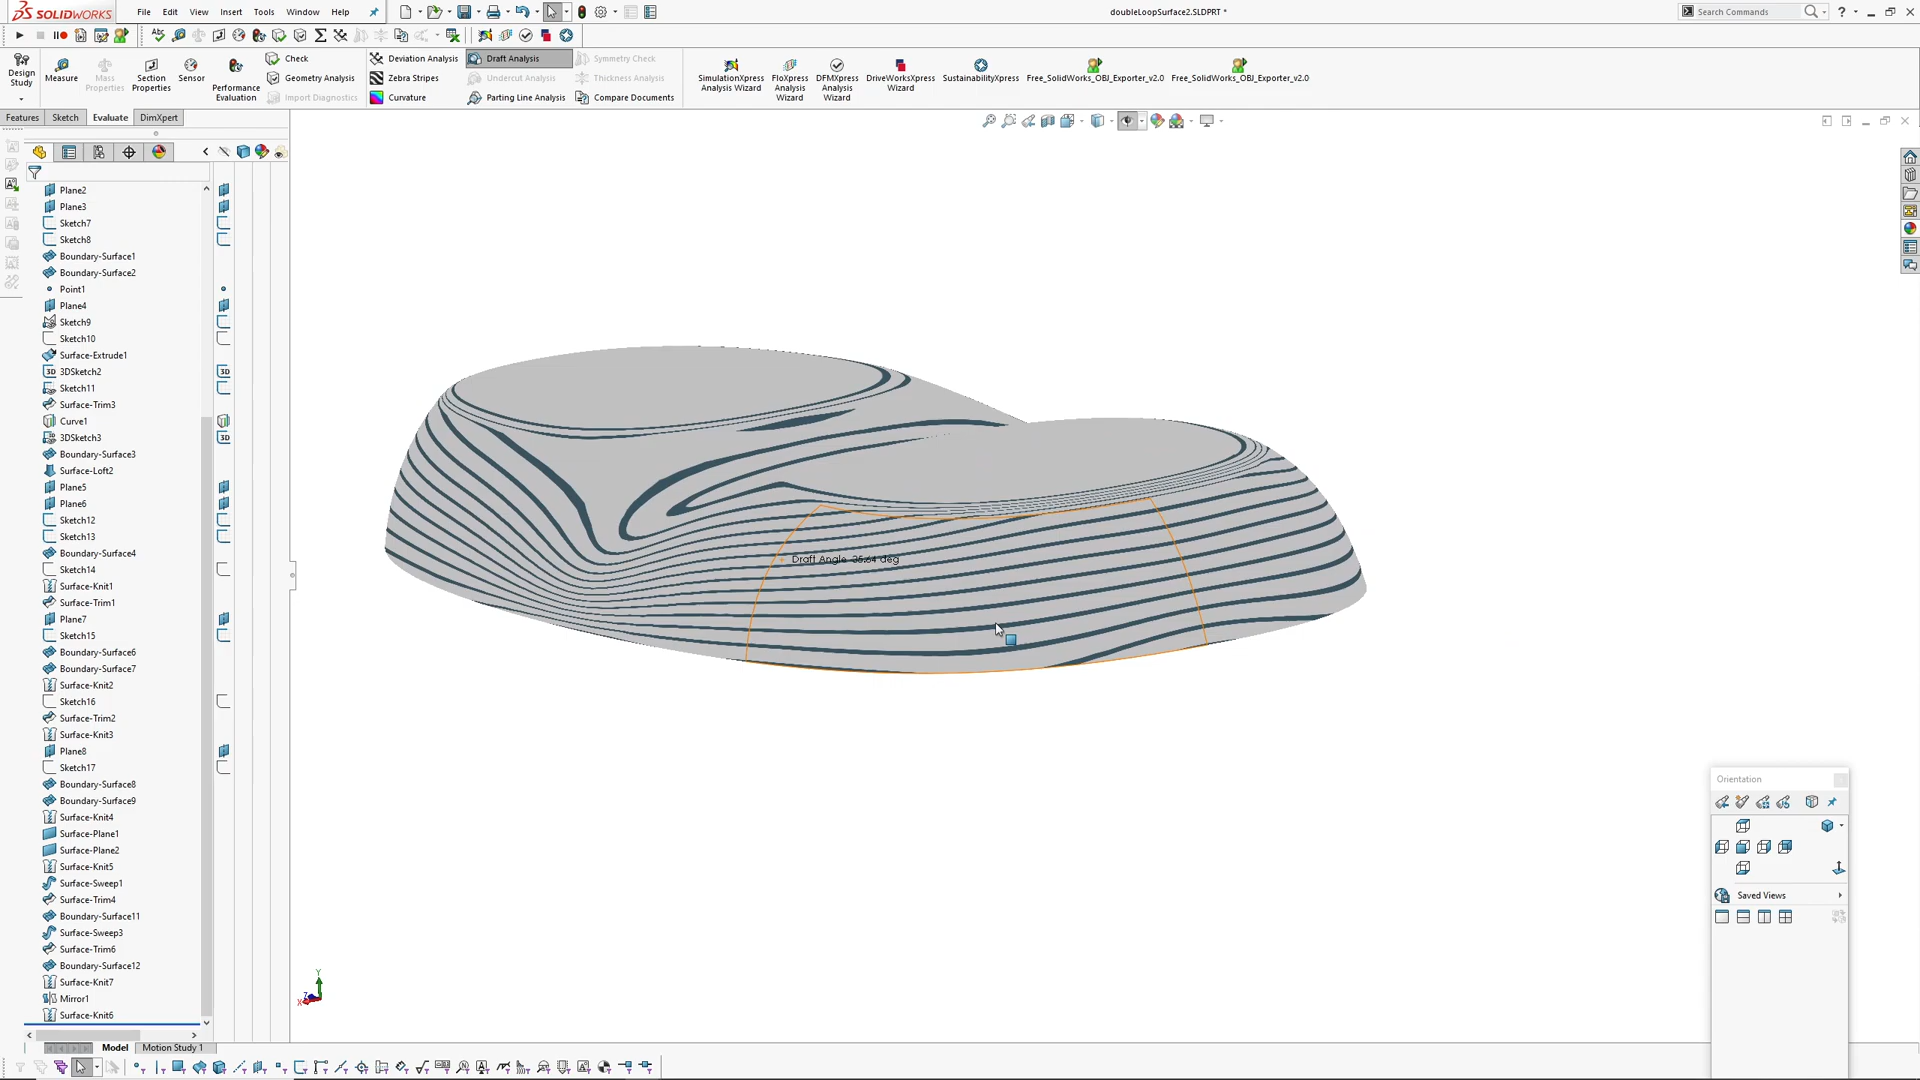 SOLIDWORKS File Edit View Insert Tools Window Help doubleLoopSurface2.SLDPRT * Search Commands
Design Study
Measure
Mass Properties
Section Properties
Sensor
Performance Evaluation
Check
Geometry Analysis
Import Diagnostics
Deviation Analysis
Zebra Stripes
Curvature
Draft Analysis
Undercut Analysis
Parting Line Analysis
Symmetry Check
Thickness Analysis
Compare Documents
SimulationXpress Analysis Wizard
FloXpress Analysis Wizard
DFMXpress Analysis Wizard
DriveWorksXpress Wizard
SustainabilityXpress
Free_SolidWorks_OBJ_Exporter_v2.0
Free_SolidWorks_OBJ_Exporter_v2.0
Features Sketch Evaluate DimXpert
Plane2
Plane3
Sketch7
Sketch8
Boundary-Surface1
Boundary-Surface2
Point1
Plane4
Sketch9
Sketch10
Surface-Extrude1
3DSketch2
Sketch11
Surface-Trim3
Curve1
3DSketch3
Boundary-Surface3
Surface-Loft2
Plane5
Plane6
Sketch12
Sketch13
Boundary-Surface4
Sketch14
Surface-Knit1
Surface-Trim1
Plane7
Sketch15
Boundary-Surface6
Boundary-Surface7
Surface-Knit2
Sketch16
Surface-Trim2
Surface-Knit3
Plane8
Sketch17
Boundary-Surface8
Boundary-Surface9
Surface-Knit4
Surface-Plane1
Surface-Plane2
Surface-Knit5
Surface-Sweep1
Surface-Trim4
Boundary-Surface11
Surface-Sweep3
Surface-Trim6
Boundary-Surface12
Surface-Knit7
Mirror1
Surface-Knit6
Draft Angle -35.64 deg
Orientation
Saved Views
Y
Z
X
Model Motion Study 1